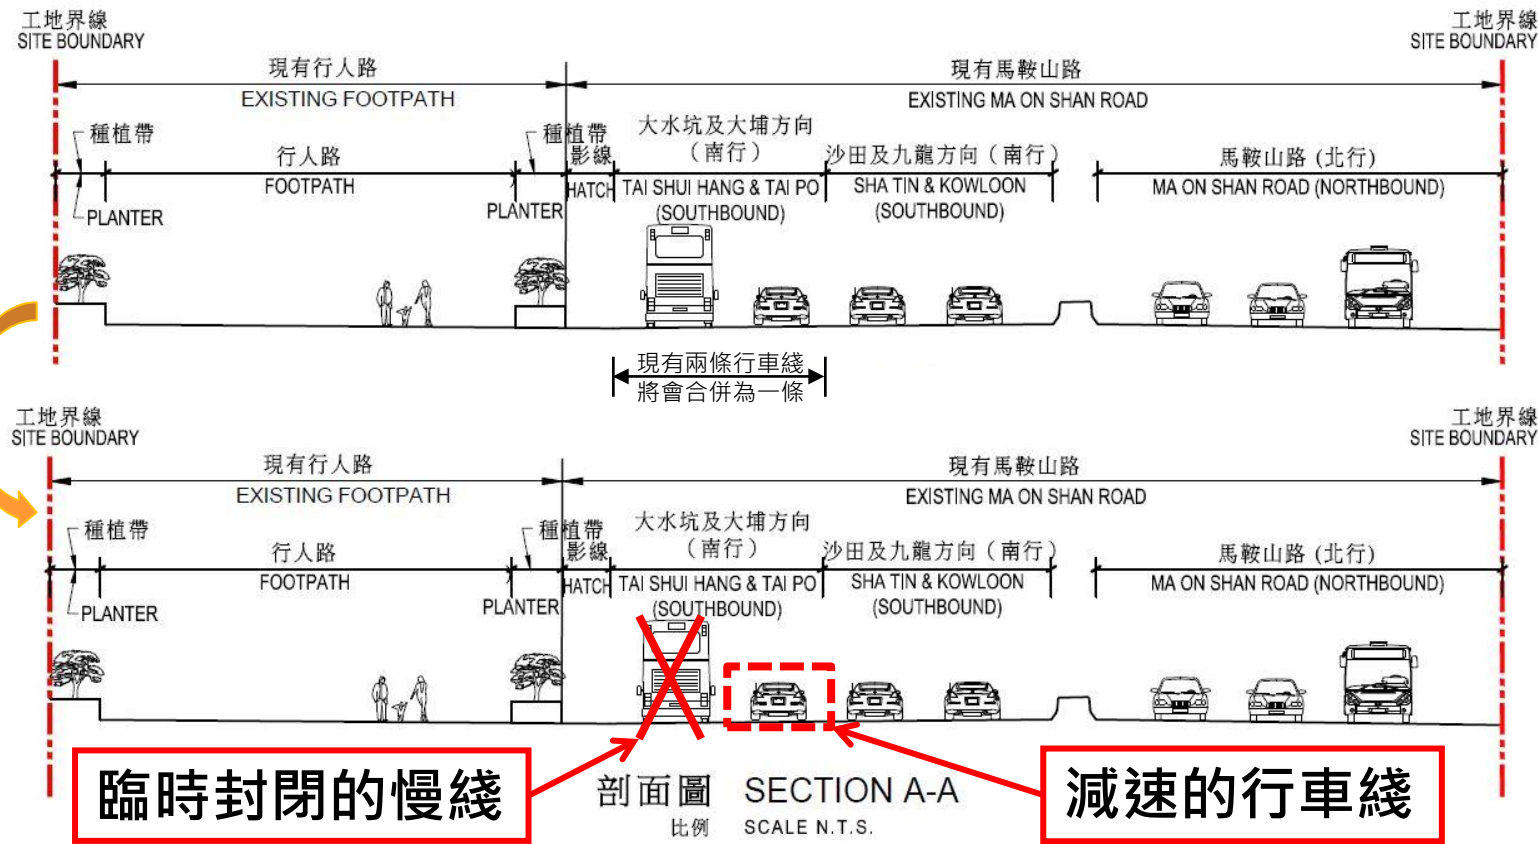 工地界線
SITE BOUNDARY
工地界線
SITE BOUNDARY
現有行人路
EXISTING FOOTPATH
現有馬鞍山路
EXISTING MA ON SHAN ROAD
種植帶
PLANTER
行人路
FOOTPATH
種植帶
PLANTER
影線
HATCH
大水坑及大埔方向
（南行）
TAI SHUI HANG & TAI PO
(SOUTHBOUND)
沙田及九龍方向（南行）
SHA TIN & KOWLOON
(SOUTHBOUND)
馬鞍山路 (北行)
MA ON SHAN ROAD (NORTHBOUND)
現有兩條行車綫
將會合併為一條
工地界線
SITE BOUNDARY
工地界線
SITE BOUNDARY
現有行人路
EXISTING FOOTPATH
現有馬鞍山路
EXISTING MA ON SHAN ROAD
種植帶
PLANTER
行人路
FOOTPATH
種植帶
PLANTER
影線
HATCH
大水坑及大埔方向
（南行）
TAI SHUI HANG & TAI PO
(SOUTHBOUND)
沙田及九龍方向（南行）
SHA TIN & KOWLOON
(SOUTHBOUND)
馬鞍山路 (北行)
MA ON SHAN ROAD (NORTHBOUND)
臨時封閉的慢綫
剖面圖 SECTION A-A
比例 SCALE N.T.S.
減速的行車綫